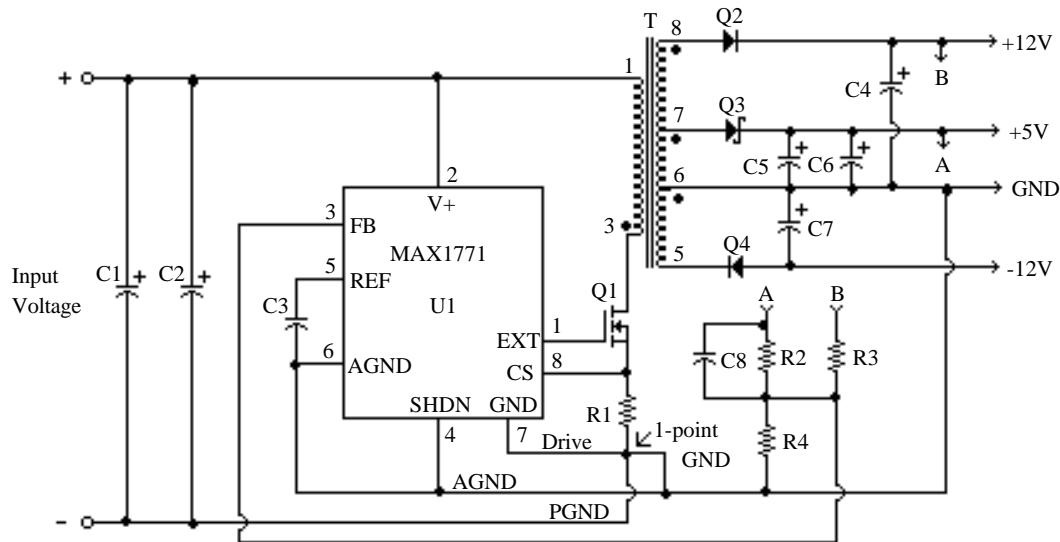 T
Q2
8
+12V
+
1
C4
+
B
Q3
7
+5V
+
+
C5
C6
A
2
6
GND
V+
+
3
FB
3
C7
MAX1771
Q4
5
-12V
C1
+
C2
+
5
REF
Input
Voltage
U1
Q1
A
B
C3
1
EXT
6
AGND
8
CS
C8
R2
R3
SHDN
GND
R1
4
7
Drive
1-point
GND
R4
AGND
PGND
-